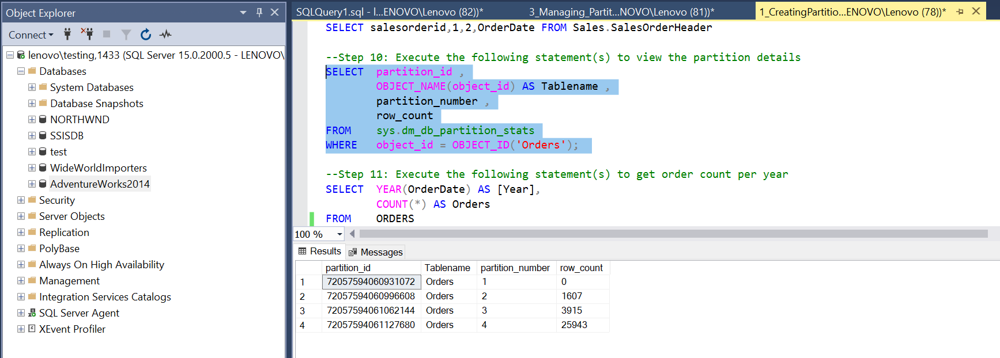 Object Explorer
Connect
lenovo\testing,1433 (SQL Server 15.0.2000.5 - LENOVO\
Databases
System Databases
Database Snapshots
NORTHWND
SSISDB
test
WideWorldImporters
AdventureWorks2014
Security
Server Objects
Replication
PolyBase
Always On High Availability
Management
Integration Services Catalogs
SQL Server Agent
XEvent Profiler
SQLQuery1.sql - l...ENOVO\Lenovo (82))* 3_Managing_Partit...NOVO\Lenovo (81))* 1_CreatingPartitio...ENOVO\Lenovo (78))*
SELECT salesorderid,1,2,OrderDate FROM Sales.SalesOrderHeader
--Step 10: Execute the following statement(s) to view the partition details
SELECT partition_id ,
OBJECT_NAME(object_id) AS Tablename ,
partition_number ,
row_count
FROM sys.dm_db_partition_stats
WHERE object_id = OBJECT_ID('Orders');
--Step 11: Execute the following statement(s) to get order count per year
SELECT YEAR(OrderDate) AS [Year],
COUNT(*) AS Orders
FROM ORDERS
100 %
Results Messages
partition_id Tablename partition_number row_count
1 72057594060931072 Orders 1 0
2 72057594060996608 Orders 2 1607
3 72057594061062144 Orders 3 3915
4 72057594061127680 Orders 4 25943